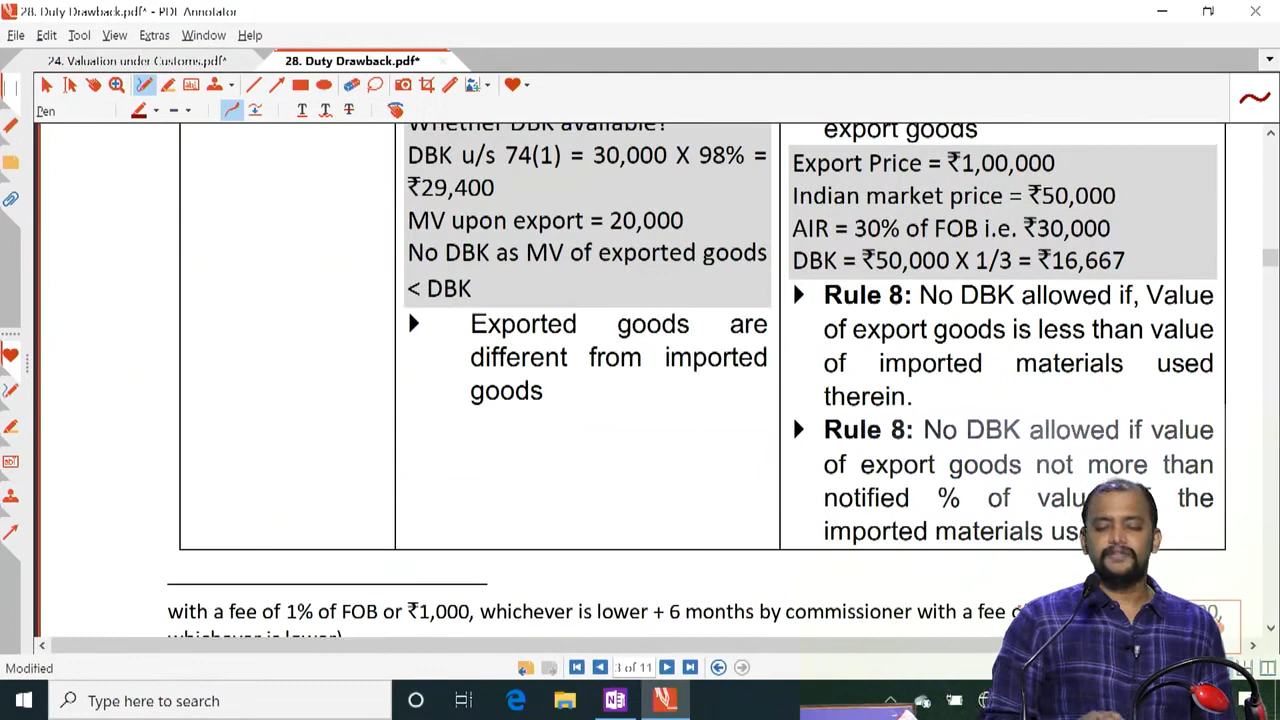 28. Duty Drawback.pdf* - PDF Annotator
File Edit Tool View Extras Window Help
24. Valuation under Customs.pdf* 28. Duty Drawback.pdf*
Pen
Whether DBK available?
DBK u/s 74(1) = 30,000 X 98% =
₹29,400
MV upon export = 20,000
No DBK as MV of exported goods
< DBK
Exported goods are
different from imported
goods
export goods
Export Price = ₹1,00,000
Indian market price = ₹50,000
AIR = 30% of FOB i.e. ₹30,000
DBK = ₹50,000 X 1/3 = ₹16,667
Rule 8: No DBK allowed if, Value
of export goods is less than value
of imported materials used
therein.
Rule 8: No DBK allowed if value
of export goods not more than
notified % of the
imported materials
with a fee of 1% of FOB or ₹1,000, whichever is lower + 6 months by commissioner with a fee of
whichever is lower)
3 of 11
Modified
Type here to search